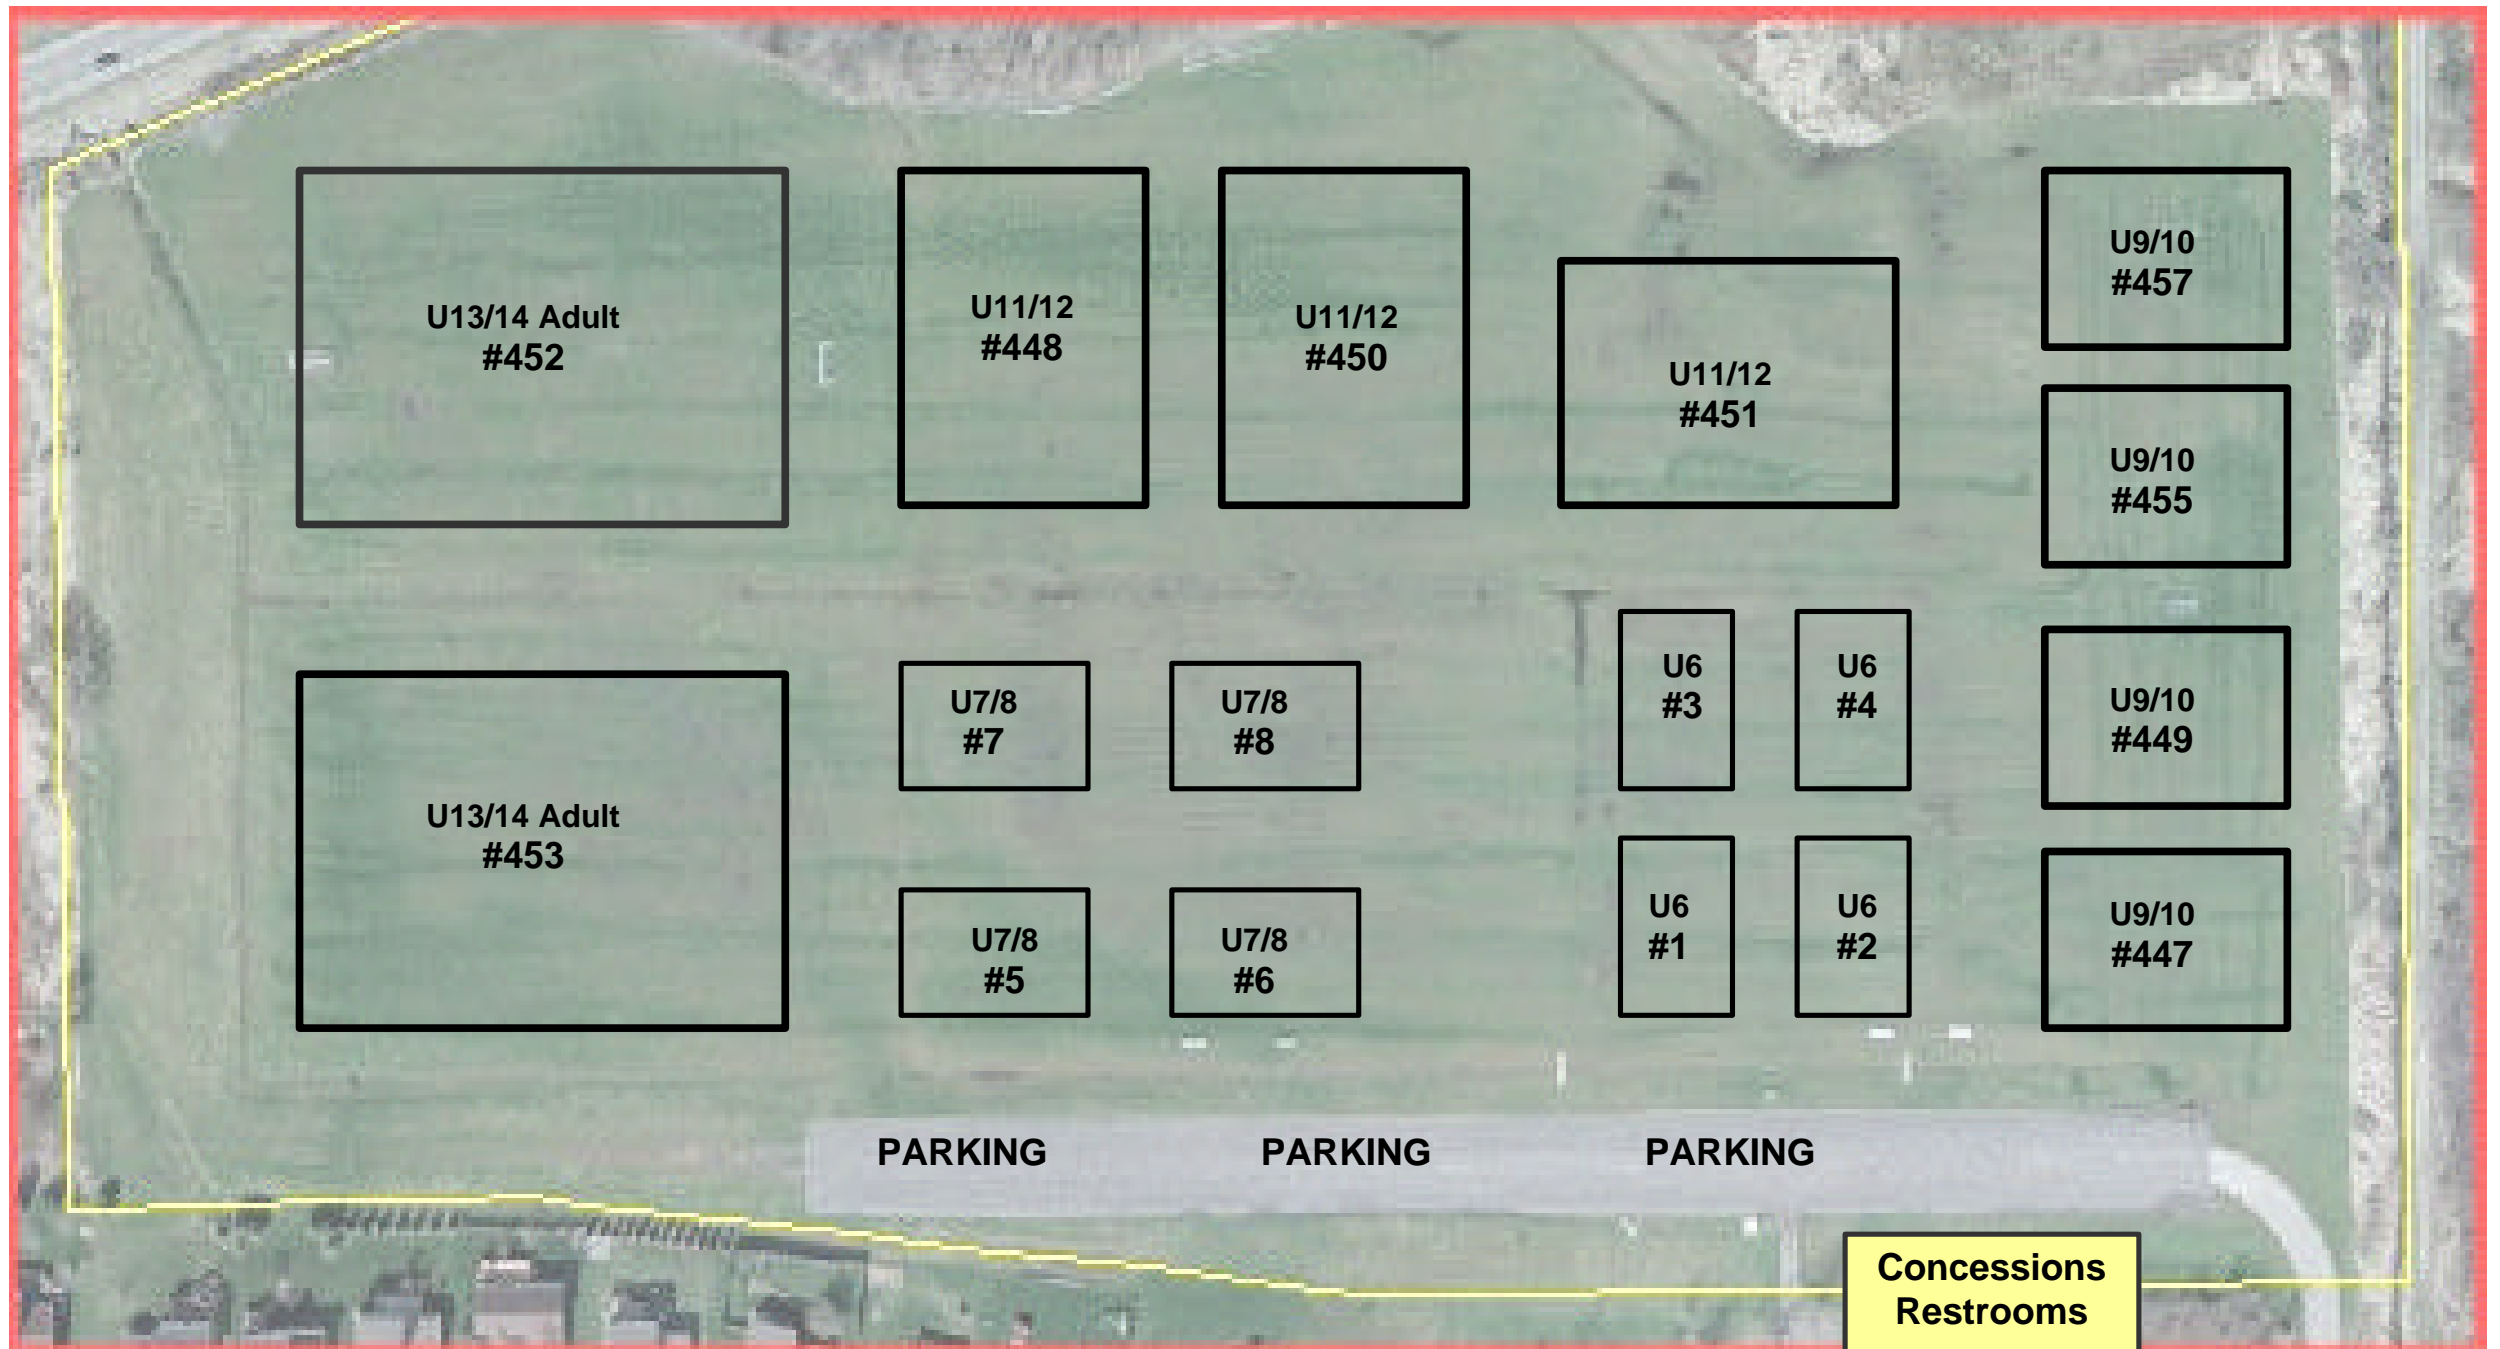 U13/14 Adult
#452
U11/12
#448
U11/12
#450
U11/12
#451
U9/10
#457
U9/10
#455
U13/14 Adult
#453
U7/8
#7
U7/8
#8
U6
#3
U6
#4
U9/10
#449
U7/8
#5
U7/8
#6
U6
#1
U6
#2
U9/10
#447
PARKING
PARKING
PARKING
Concessions
Restrooms